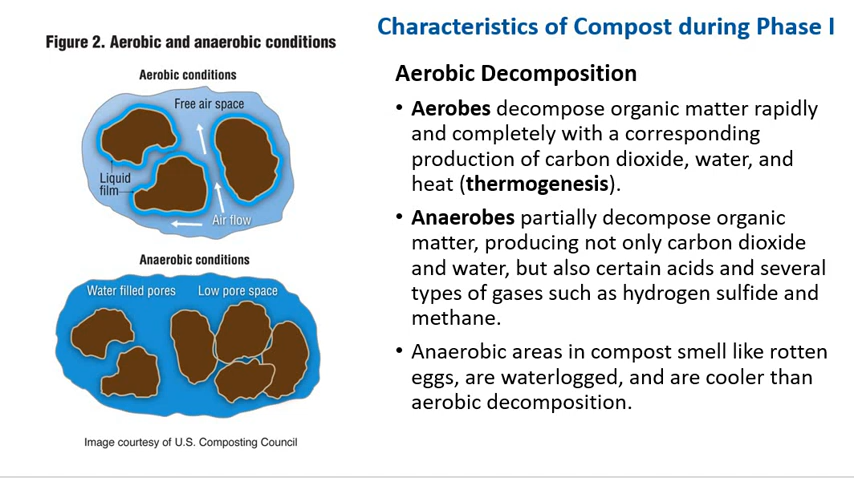 Characteristics of Compost during Phase I
Figure 2. Aerobic and anaerobic conditions
Aerobic conditions
Free air space
Liquid
film
Air flow
Anaerobic conditions
Water filled pores
Low pore space
Image courtesy of U.S. Composting Council
Aerobic Decomposition
• Aerobes decompose organic matter rapidly
and completely with a corresponding
production of carbon dioxide, water, and
heat (thermogenesis).
• Anaerobes partially decompose organic
matter, producing not only carbon dioxide
and water, but also certain acids and several
types of gases such as hydrogen sulfide and
methane.
• Anaerobic areas in compost smell like rotten
eggs, are waterlogged, and are cooler than
aerobic decomposition.